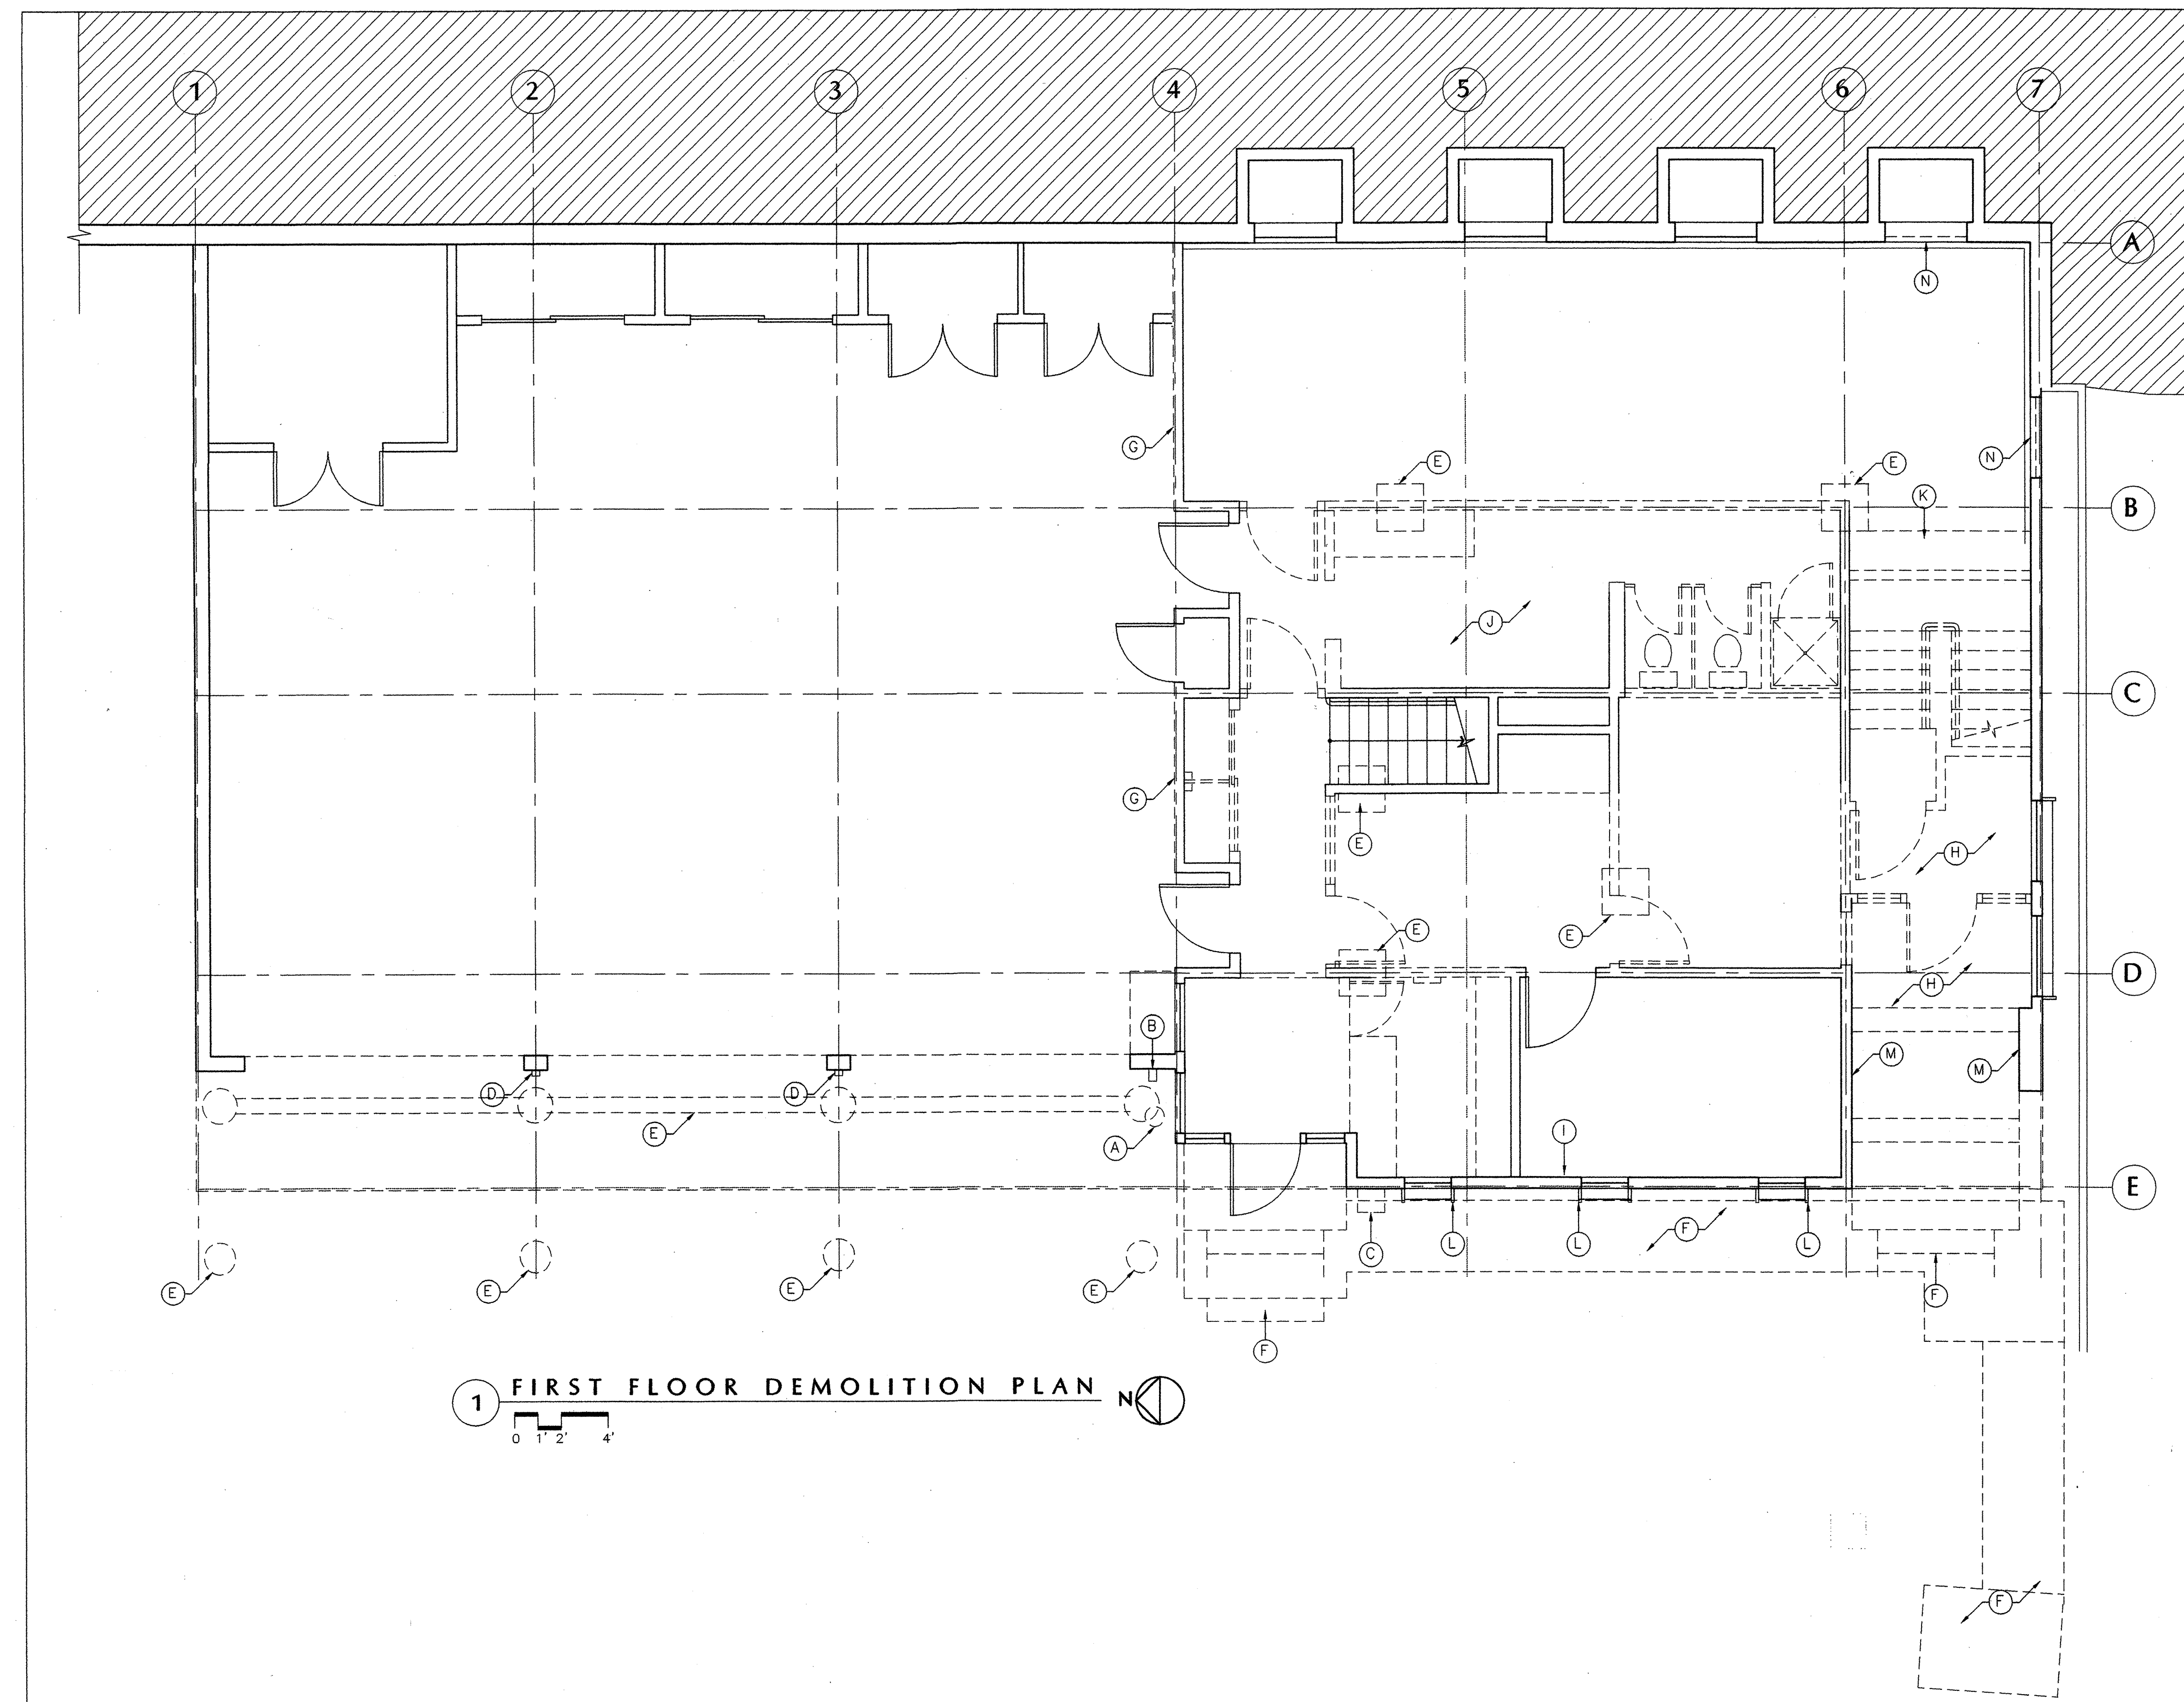 1 2 3 4 5 6 7
A
N
G
E E
N
K
B
J
C
G
E
H
E E
D
H
B
M M
D D
E
A
I
E
C L L F L
E E E E
F
F
1 FIRST FLOOR DEMOLITION PLAN N
0 1' 2' 4'
F